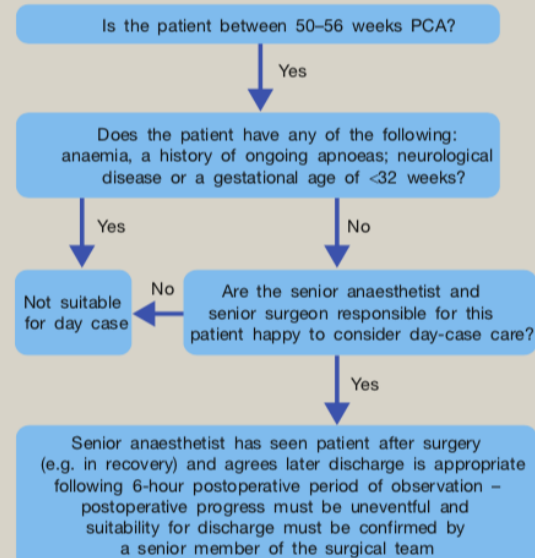 Is the patient between 50–56 weeks PCA?
Yes
Does the patient have any of the following:
anaemia, a history of ongoing apnoeas; neurological
disease or a gestational age of <32 weeks?
Yes
No
Not suitable
for day case
No
Are the senior anaesthetist and
senior surgeon responsible for this
patient happy to consider day-case care?
Yes
Senior anaesthetist has seen patient after surgery
(e.g. in recovery) and agrees later discharge is appropriate
following 6-hour postoperative period of observation –
postoperative progress must be uneventful and
suitability for discharge must be confirmed by
a senior member of the surgical team